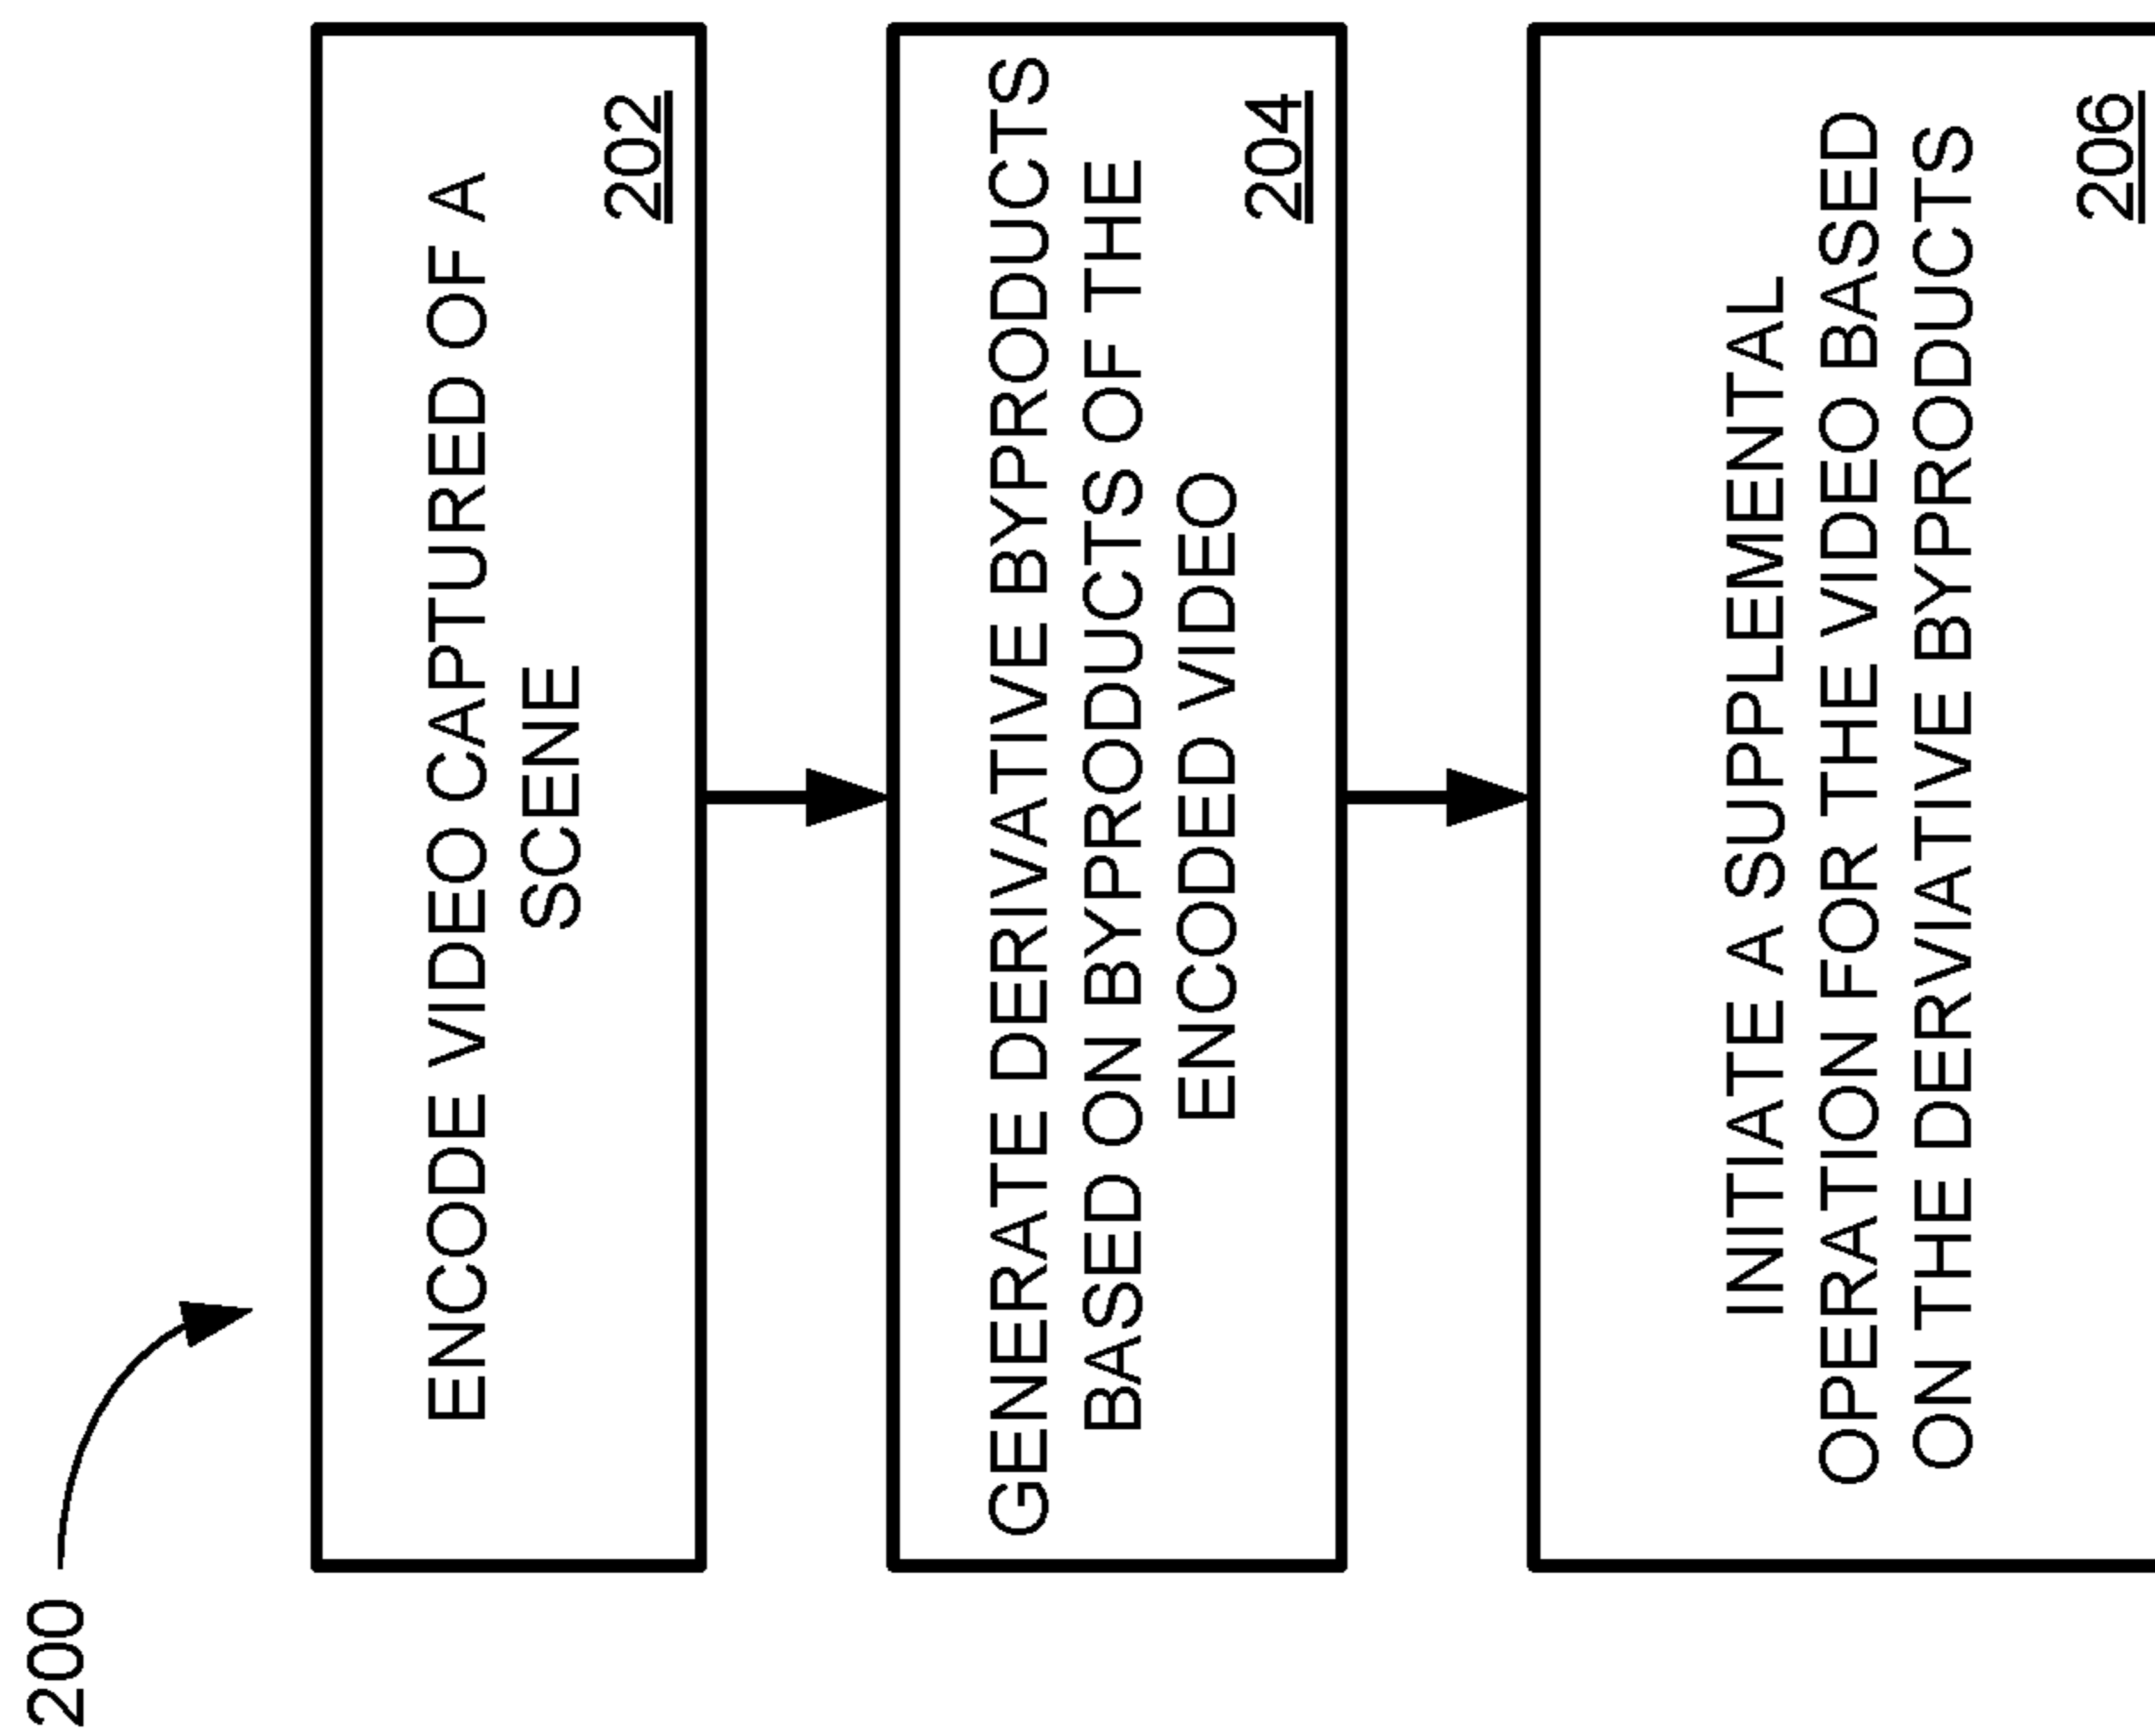 200
ENCODE VIDEO CAPTURED OF A
SCENE
202
GENERATE DERIVATIVE BYPRODUCTS
BASED ON BYPRODUCTS OF THE
ENCODED VIDEO
204
INITIATE A SUPPLEMENTAL
OPERATION FOR THE VIDEO BASED
ON THE DERVIATIVE BYPRODUCTS
206